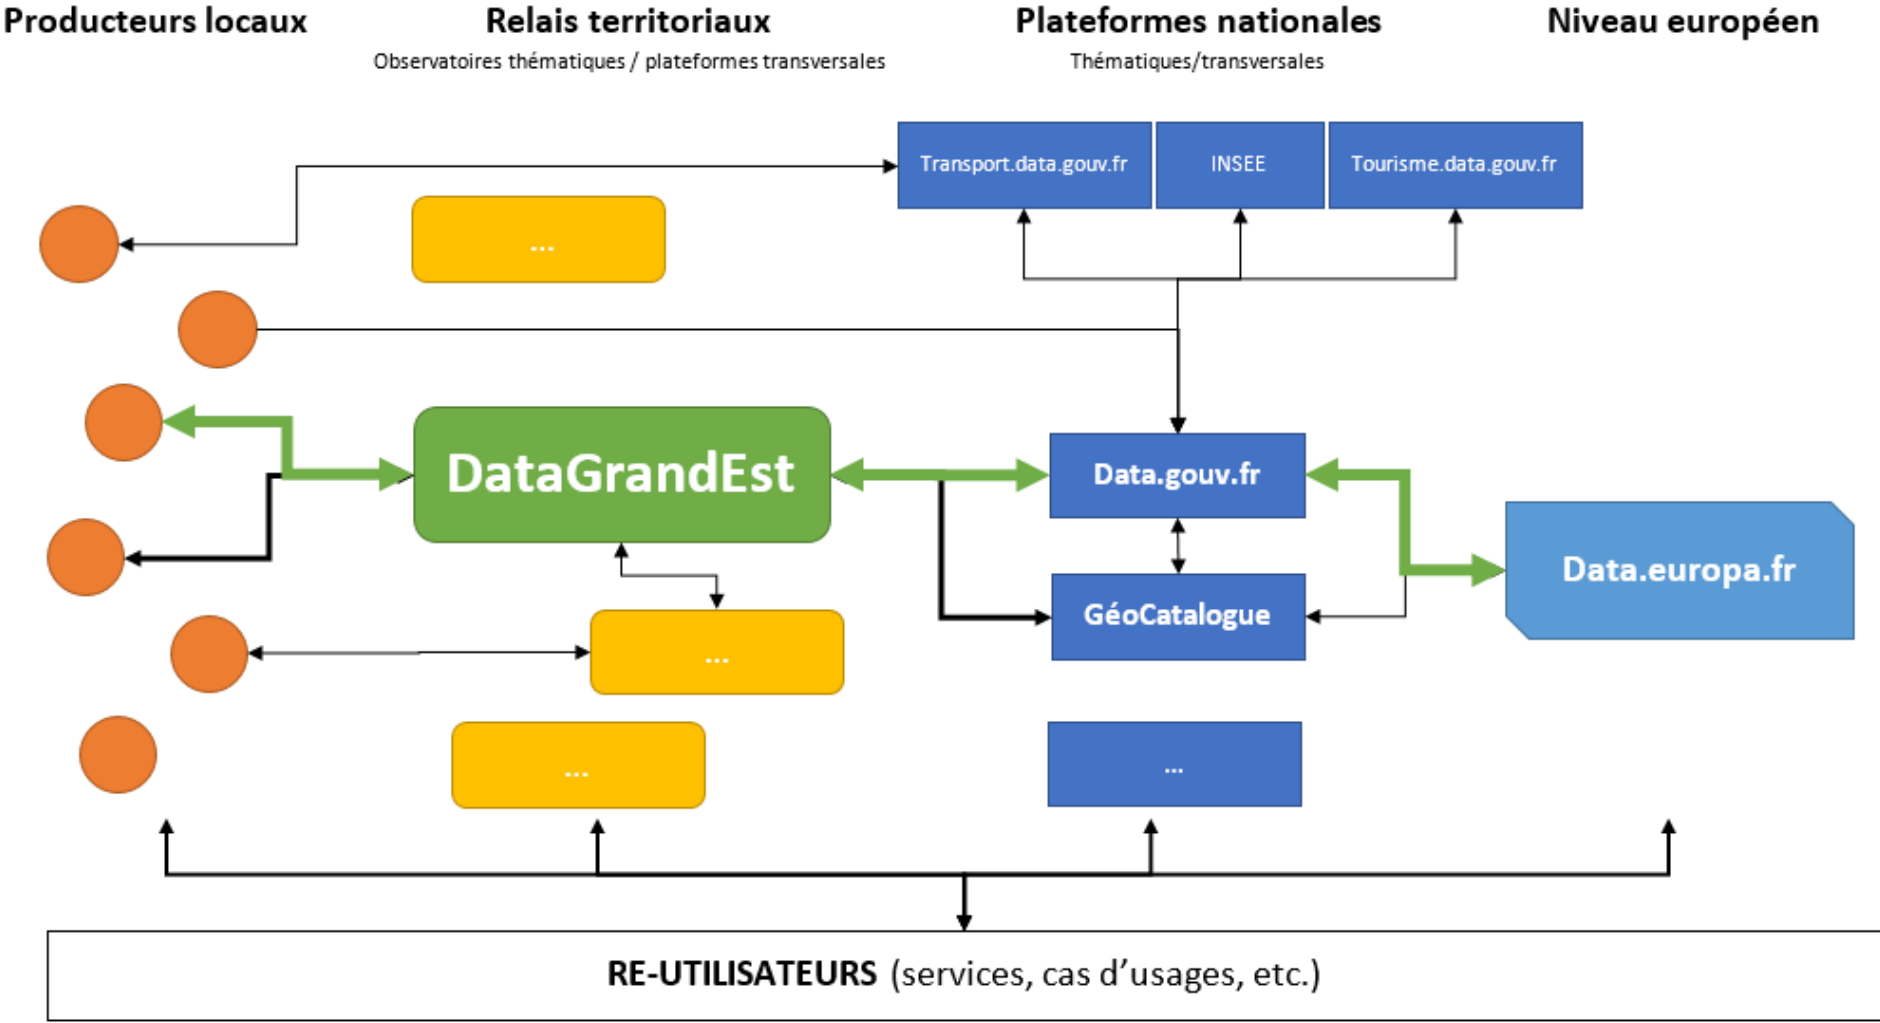 Producteurs locaux
Relais territoriaux
Plateformes nationales
Niveau européen
Observatoires thématiques / plateformes transversales
Thématiques/transversales
Transport.data.gouv.fr
INSEE
Tourisme.data.gouv.fr
...
DataGrandEst
Data.gouv.fr
Data.europa.fr
GéoCatalogue
...
...
...
RE-UTILISATEURS (services, cas d’usages, etc.)